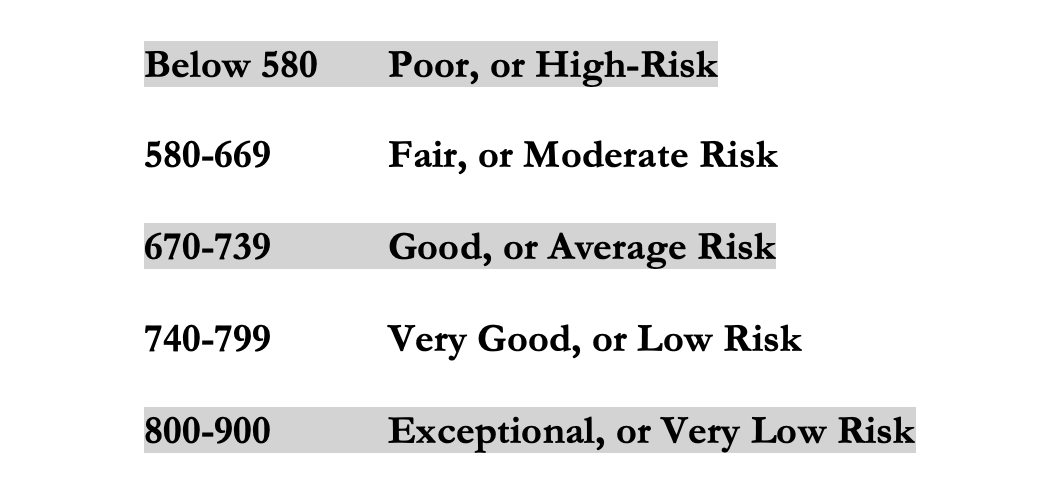 Below 580 Poor, or High-Risk
580-669 Fair, or Moderate Risk
670-739 Good, or Average Risk
740-799 Very Good, or Low Risk
800-900 Exceptional, or Very Low Risk